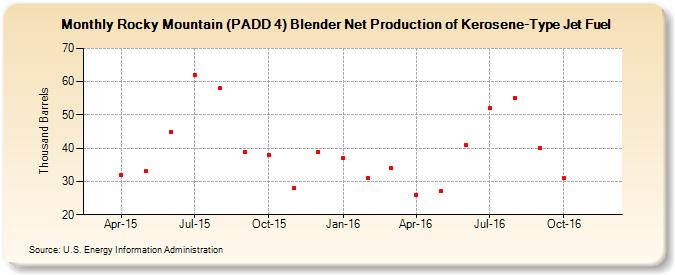 Monthly Rocky Mountain (PADD 4) Blender Net Production of Kerosene-Type Jet Fuel
Thousand Barrels
70
60
50
40
30
20
Apr-15 Jul-15 Oct-15 Jan-16 Apr-16 Jul-16 Oct-16
Source: U.S. Energy Information Administration